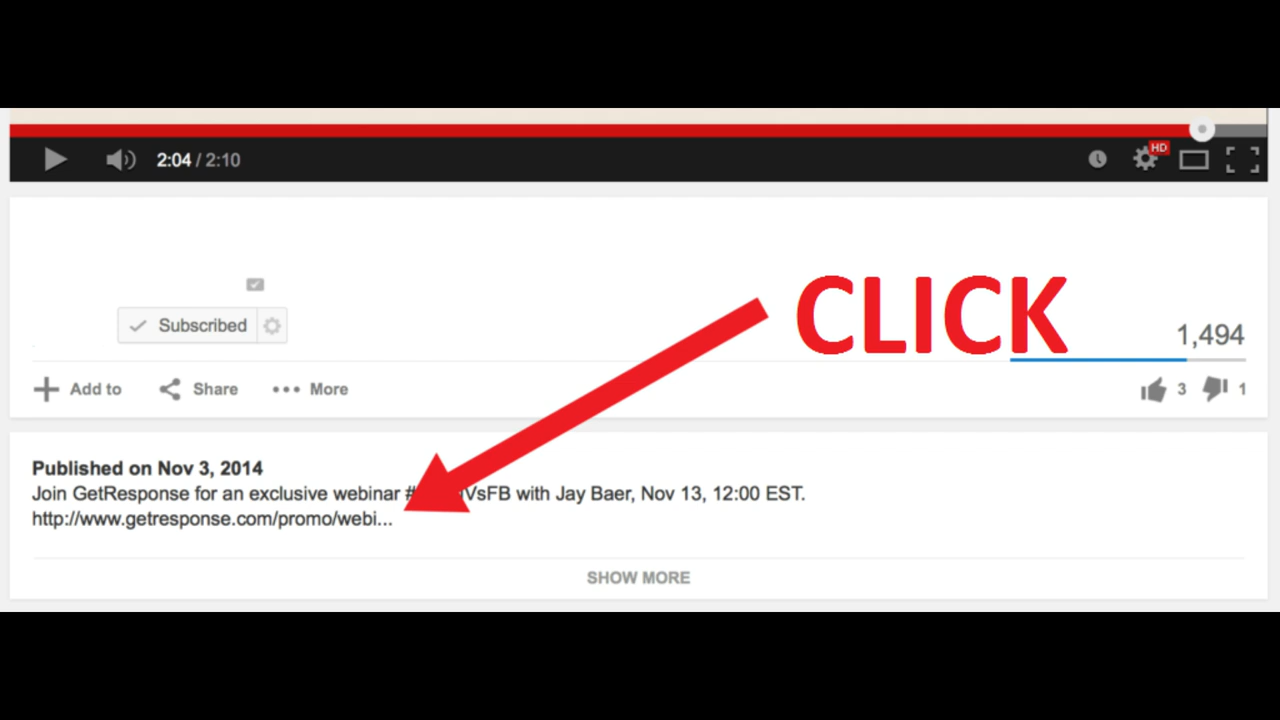 2:04 / 2:10
HD
CLICK
Subscribed
1,494
Add to
Share
More
3
1
Published on Nov 3, 2014
Join GetResponse for an exclusive webinar # VsFB with Jay Baer, Nov 13, 12:00 EST.
http://www.getresponse.com/promo/webi...
SHOW MORE